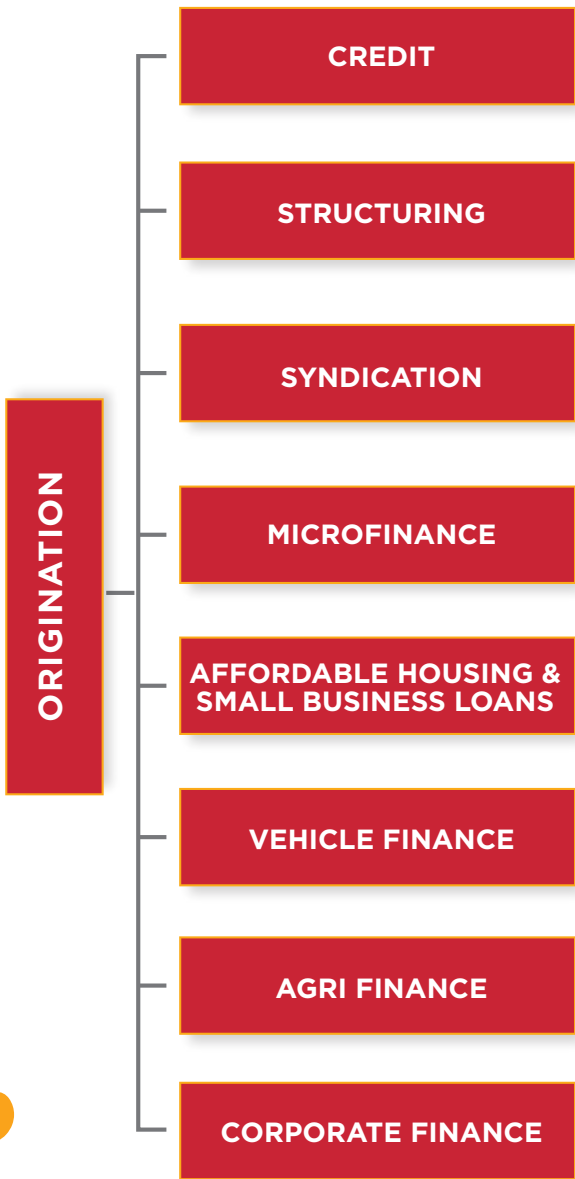 CREDIT
STRUCTURING
SYNDICATION
ORIGINATION
MICROFINANCE
AFFORDABLE HOUSING &
SMALL BUSINESS LOANS
VEHICLE FINANCE
AGRI FINANCE
CORPORATE FINANCE